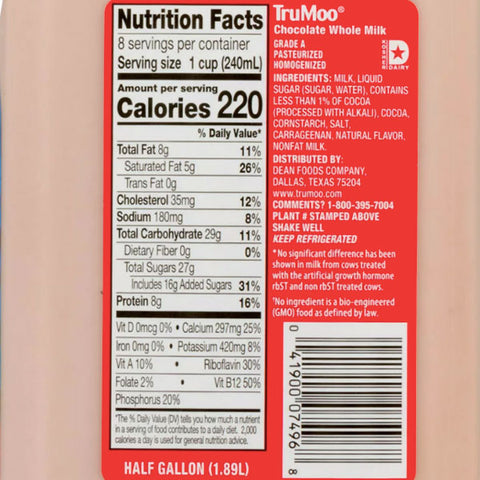 Nutrition Facts
8 servings per container
Serving size 1 cup (240mL)
Amount per serving
Calories 220
% Daily Value*
Total Fat 8g 11%
Saturated Fat 5g 26%
Trans Fat 0g
Cholesterol 35mg 12%
Sodium 180mg 8%
Total Carbohydrate 29g 11%
Dietary Fiber 0g 0%
Total Sugars 27g
Includes 16g Added Sugars 31%
Protein 8g 16%
Vit D 0mcg 0% • Calcium 297mg 25%
Iron 0mg 0% • Potassium 420mg 8%
Vit A 10% • Riboflavin 30%
Folate 2% • Vit B12 50%
Phosphorus 20%
*The % Daily Value (DV) tells you how much a nutrient
in a serving of food contributes to a daily diet. 2,000
calories a day is used for general nutrition advice.
HALF GALLON (1.89L)
TruMoo®
Chocolate Whole Milk
GRADE A
PASTEURIZED
HOMOGENIZED
D
DAIRY
INGREDIENTS: MILK, LIQUID
SUGAR (SUGAR, WATER), CONTAINS
LESS THAN 1% OF COCOA
(PROCESSED WITH ALKALI), COCOA,
CORNSTARCH, SALT,
CARRAGEENAN, NATURAL FLAVOR,
NONFAT MILK.
DISTRIBUTED BY:
DEAN FOODS COMPANY,
DALLAS, TEXAS 75204
www.trumoo.com
COMMENTS? 1-800-395-7004
PLANT # STAMPED ABOVE
SHAKE WELL
KEEP REFRIGERATED
*No significant difference has been
shown in milk from cows treated
with the artificial growth hormone
rbST and non rbST treated cows.
†No ingredient is a bio-engineered
(GMO) food as defined by law.
0 41900 07496 8